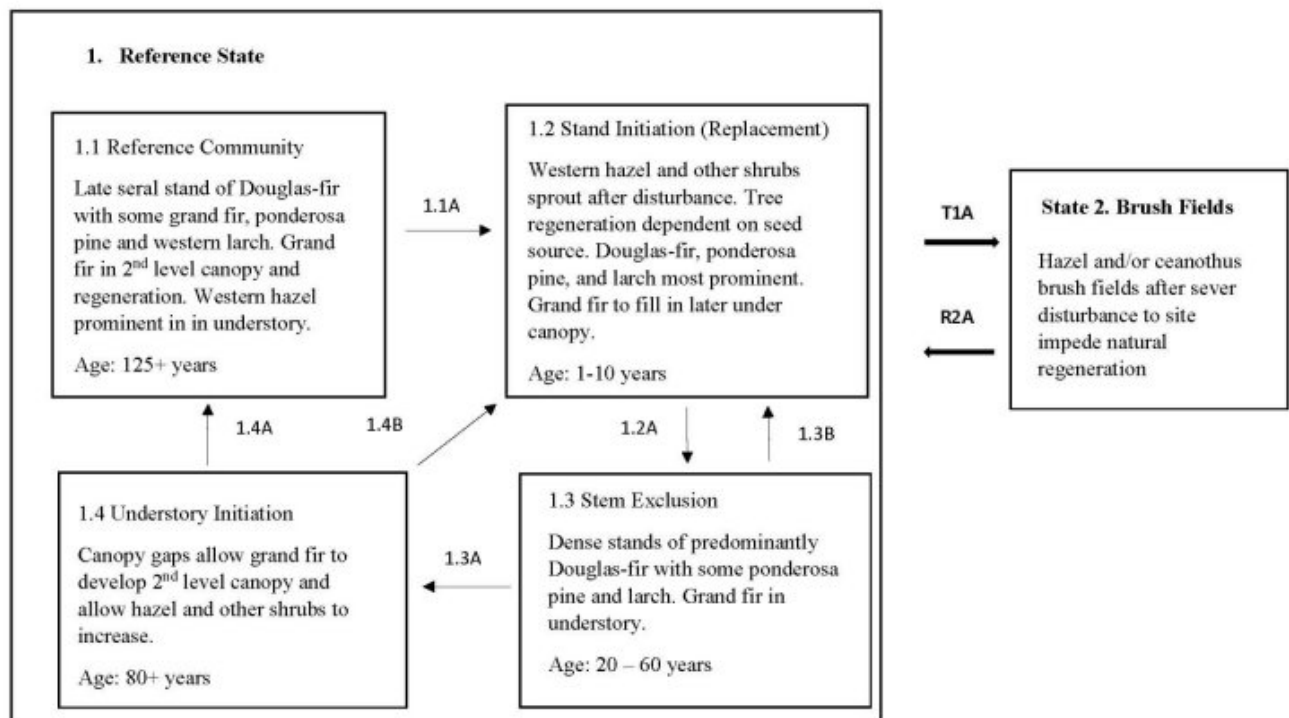 1. Reference State
1.1 Reference Community
Late seral stand of Douglas-fir
with some grand fir, ponderosa
pine and western larch. Grand
fir in 2nd level canopy and
regeneration. Western hazel
prominent in in understory.
Age: 125+ years
1.1A
1.2 Stand Initiation (Replacement)
Western hazel and other shrubs
sprout after disturbance. Tree
regeneration dependent on seed
source. Douglas-fir, ponderosa
pine, and larch most prominent.
Grand fir to fill in later under
canopy.
Age: 1-10 years
T1A
R2A
State 2. Brush Fields
Hazel and/or ceanothus
brush fields after sever
disturbance to site
impede natural
regeneration
1.4A
1.4B
1.2A
1.3B
1.4 Understory Initiation
Canopy gaps allow grand fir to
develop 2nd level canopy and
allow hazel and other shrubs to
increase.
Age: 80+ years
1.3A
1.3 Stem Exclusion
Dense stands of predominantly
Douglas-fir with some ponderosa
pine and larch. Grand fir in
understory.
Age: 20 – 60 years